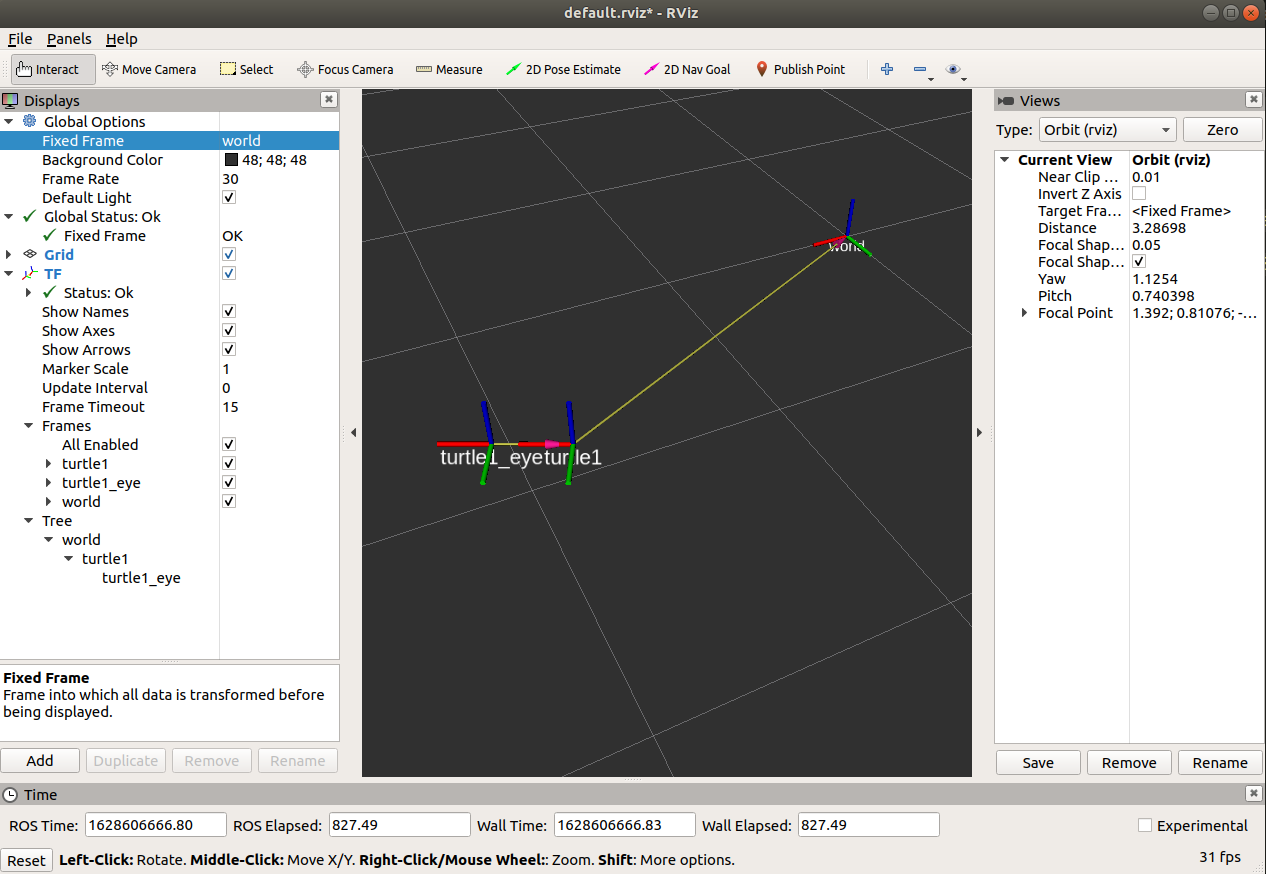 default.rviz* - RViz
File Panels Help
Interact Move Camera Select Focus Camera Measure 2D Pose Estimate 2D Nav Goal Publish Point
Displays
Global Options
Fixed Frame world
Background Color 48; 48; 48
Frame Rate 30
Default Light
Global Status: Ok
Fixed Frame OK
Grid
TF
Status: Ok
Show Names
Show Axes
Show Arrows
Marker Scale 1
Update Interval 0
Frame Timeout 15
Frames
All Enabled
turtle1
turtle1_eye
world
Tree
world
turtle1
turtle1_eye
Fixed Frame
Frame into which all data is transformed before
being displayed.
Add Duplicate Remove Rename
world
turtle1_eye turtle1
Views
Type: Orbit (rviz) Zero
Current View Orbit (rviz)
Near Clip ... 0.01
Invert Z Axis
Target Fra... <Fixed Frame>
Distance 3.28698
Focal Shap... 0.05
Focal Shap...
Yaw 1.1254
Pitch 0.740398
Focal Point 1.392; 0.81076; -...
Save Remove Rename
Time
ROS Time: 1628606666.80 ROS Elapsed: 827.49 Wall Time: 1628606666.83 Wall Elapsed: 827.49 Experimental
Reset Left-Click: Rotate. Middle-Click: Move X/Y. Right-Click/Mouse Wheel:: Zoom. Shift: More options. 31 fps